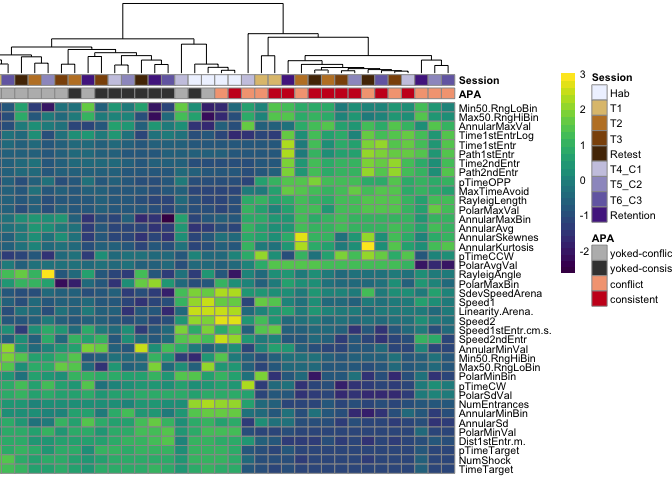 Session
APA
Min50.RngLoBin
Max50.RngHiBin
AnnularMaxVal
Time1stEntrLog
Time1stEntr
Path1stEntr
Time2ndEntr
Path2ndEntr
pTimeOPP
MaxTimeAvoid
RayleigLength
PolarMaxVal
AnnularMaxBin
AnnularAvg
AnnularSkewnes
AnnularKurtosis
pTimeCCW
PolarAvgVal
RayleigAngle
PolarMaxBin
SdevSpeedArena
Speed1
Linearity.Arena.
Speed2
Speed1stEntr.cm.s.
Speed2ndEntr
AnnularMinVal
Min50.RngHiBin
Max50.RngLoBin
PolarMinBin
pTimeCW
PolarSdVal
NumEntrances
AnnularMinBin
AnnularSd
PolarMinVal
Dist1stEntr.m.
pTimeTarget
NumShock
TimeTarget
3
2
1
0
-1
-2
Session
Hab
T1
T2
T3
Retest
T4_C1
T5_C2
T6_C3
Retention
APA
yoked-conflic
yoked-consis
conflict
consistent